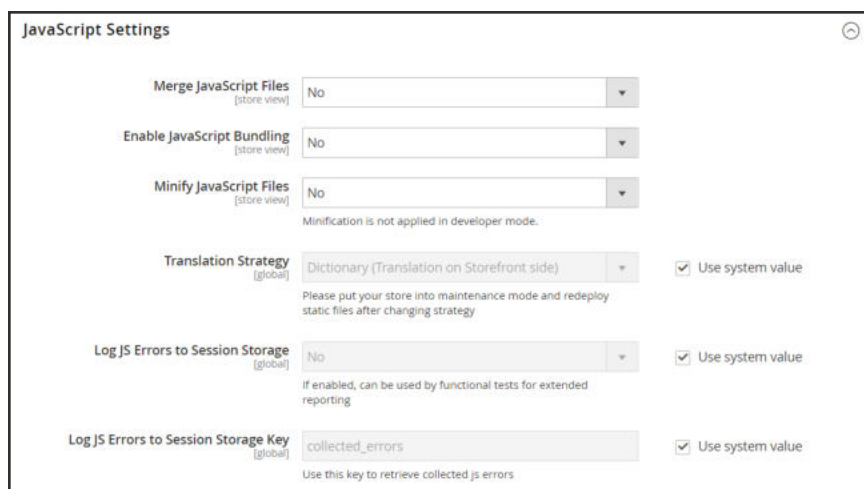 JavaScript Settings
Merge JavaScript Files
[store view]
No
Enable JavaScript Bundling
[store view]
No
Minify JavaScript Files
[store view]
No
Minification is not applied in developer mode.
Translation Strategy
[global]
Dictionary (Translation on Storefront side)
Use system value
Please put your store into maintenance mode and redeploy
static files after changing strategy
Log JS Errors to Session Storage
[global]
No
Use system value
If enabled, can be used by functional tests for extended
reporting
Log JS Errors to Session Storage Key
[global]
collected_errors
Use system value
Use this key to retrieve collected js errors